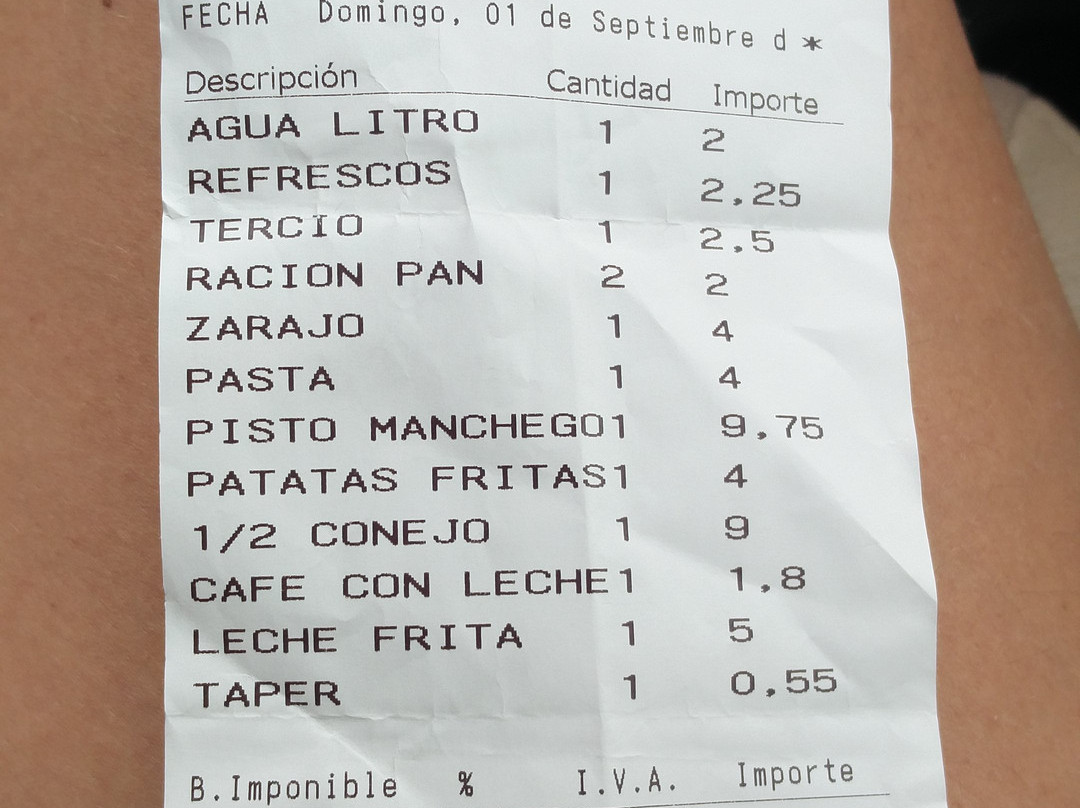 FECHA Domingo, 01 de Septiembre d *
Descripción Cantidad Importe
AGUA LITRO 1 2
REFRESCOS 1 2,25
TERCIO 1 2,5
RACION PAN 2 2
ZARAJO 1 4
PASTA 1 4
PISTO MANCHEGO1 9,75
PATATAS FRITAS1 4
1/2 CONEJO 1 9
CAFE CON LECHE1 1,8
LECHE FRITA 1 5
TAPER 1 0,55
B.Imponible % I.V.A. Importe